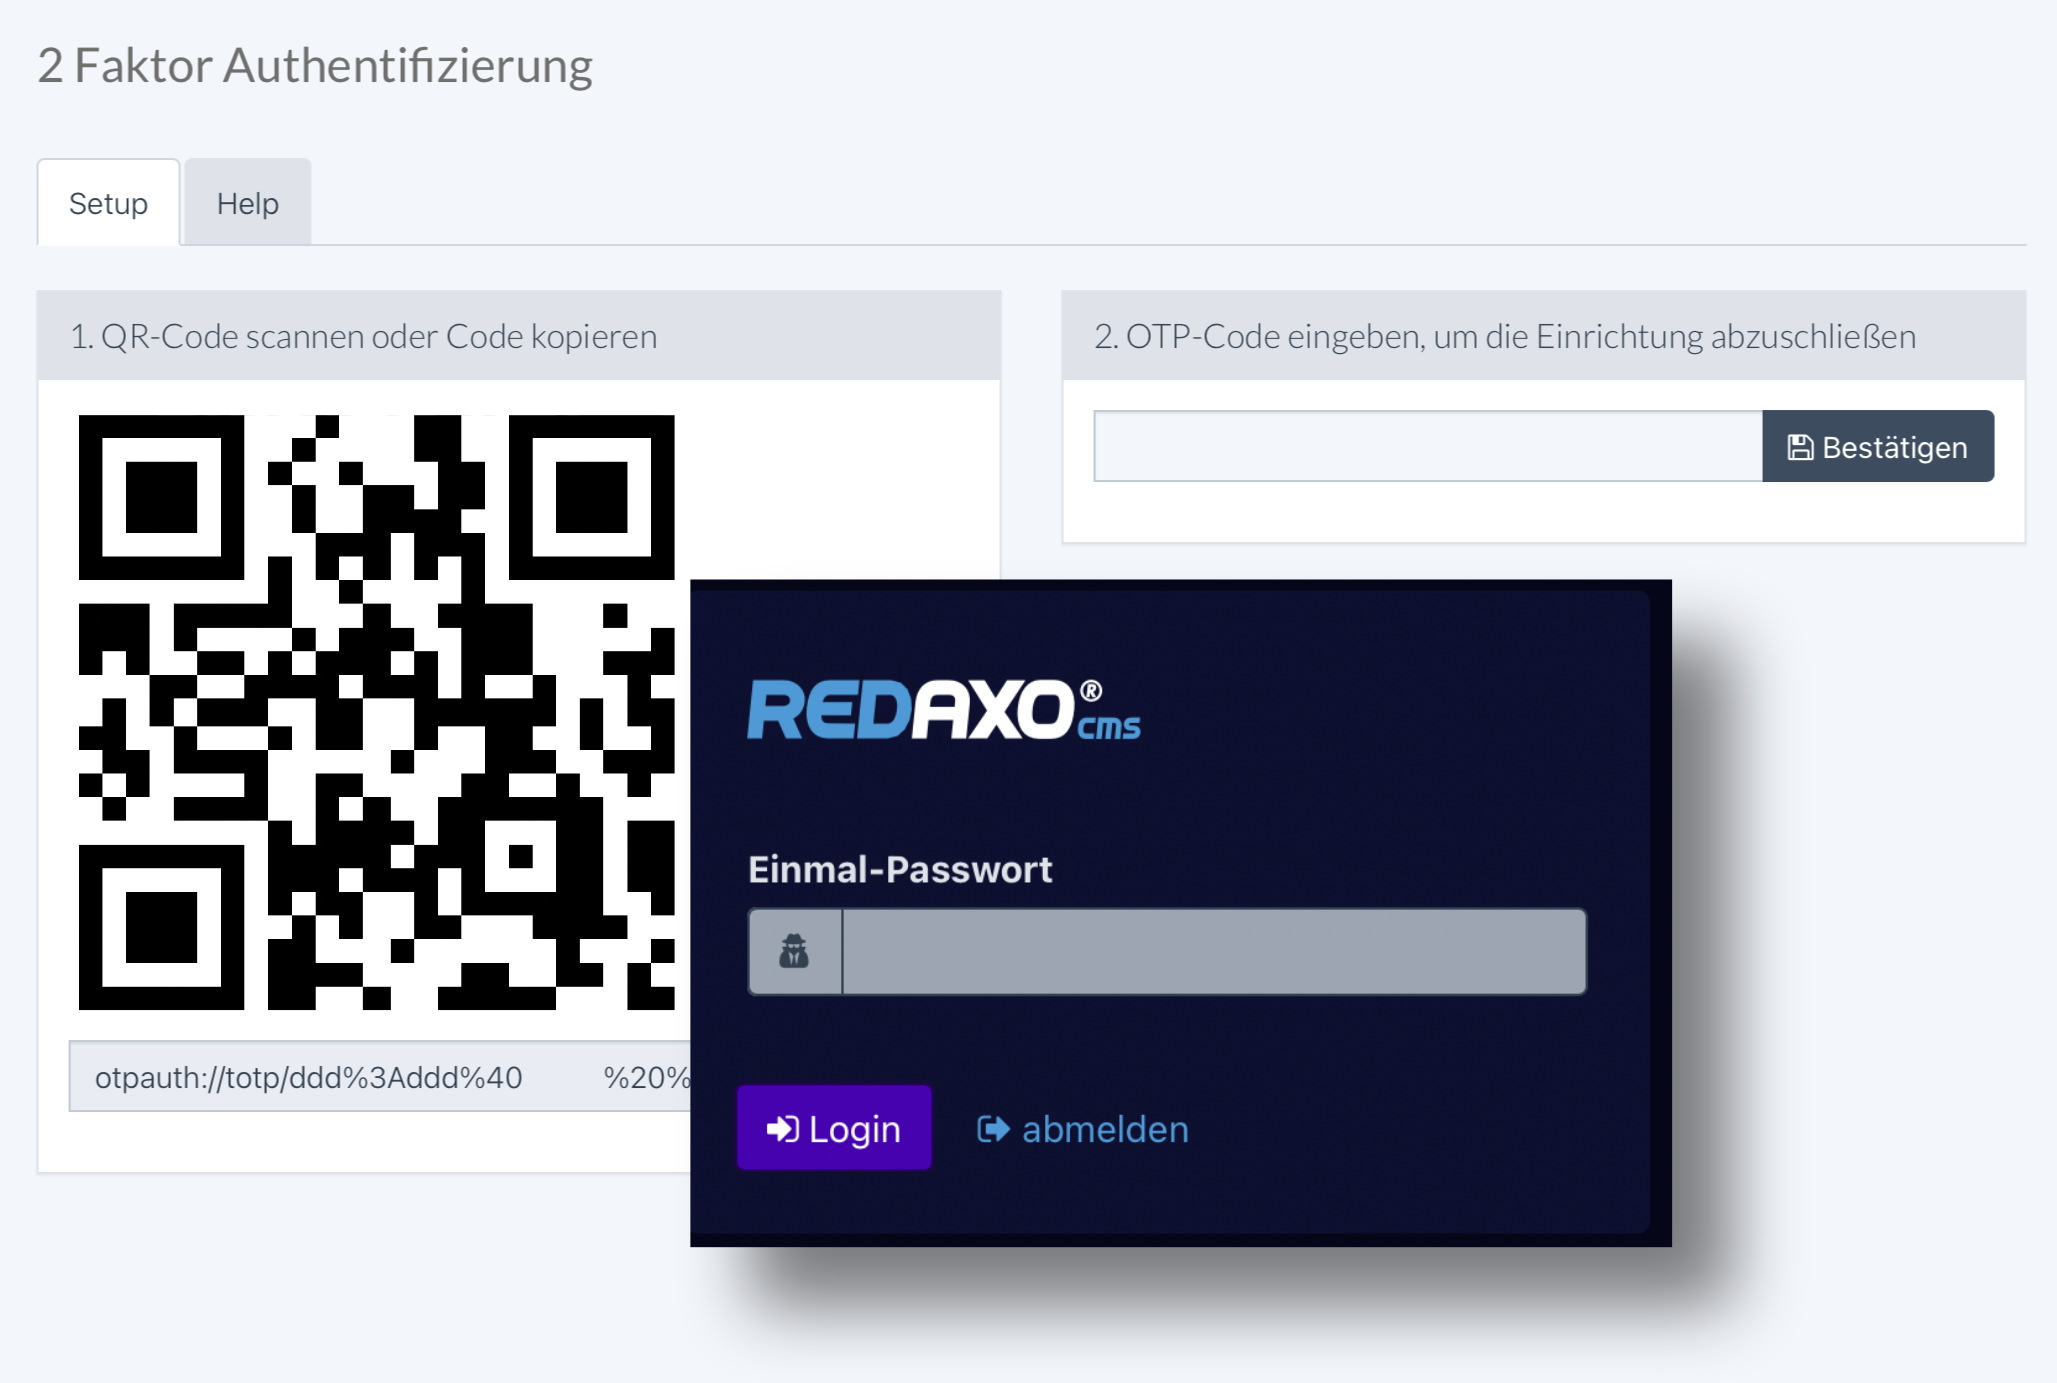 2 Faktor Authentifizierung
Setup
Help
1. QR-Code scannen oder Code kopieren
otpauth://totp/ddd%3Addd%40 %20%
2. OTP-Code eingeben, um die Einrichtung abzuschließen
Bestätigen
REDAXO® cms
Einmal-Passwort
Login
abmelden